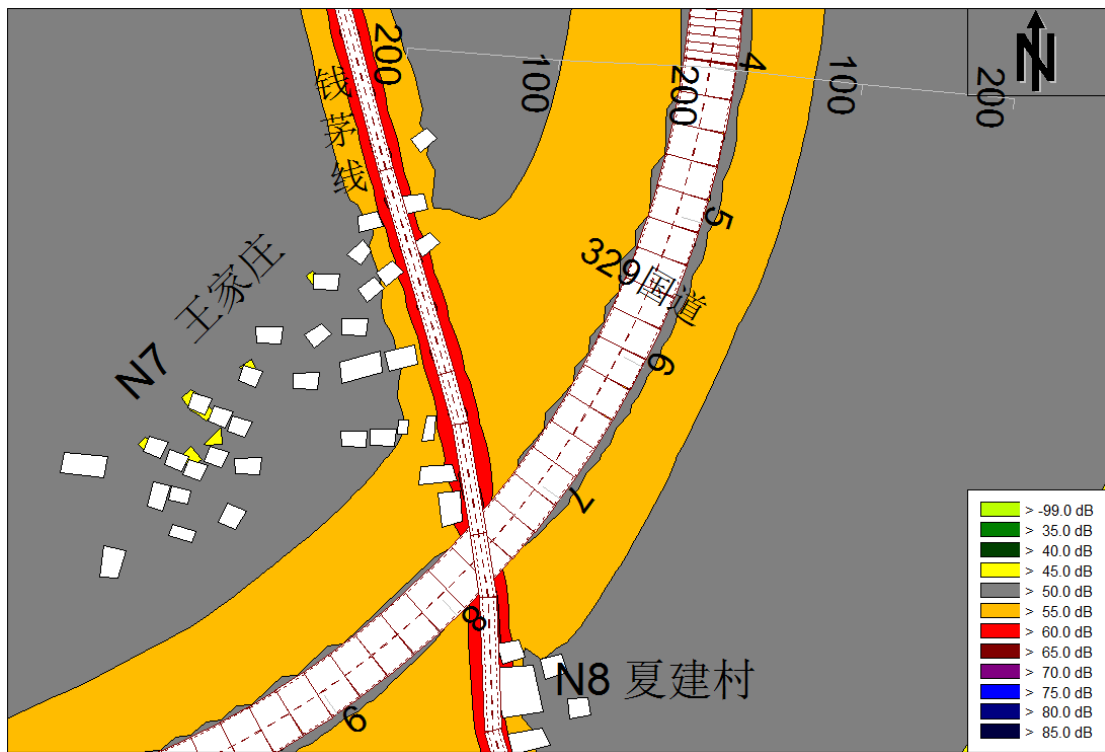 N
200
100
200
4
100
200
钱茅线
5
329国道
N7 王家庄
6
7
8
N8 夏建村
9
> -99.0 dB
> 35.0 dB
> 40.0 dB
> 45.0 dB
> 50.0 dB
> 55.0 dB
> 60.0 dB
> 65.0 dB
> 70.0 dB
> 75.0 dB
> 80.0 dB
> 85.0 dB